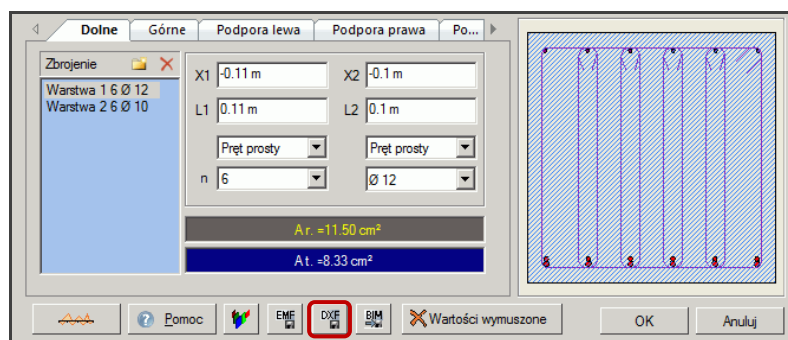 Dolne Górne Podpora lewa Podpora prawa Po...
Zbrojenie
Warstwa 1 6 Ø 12
Warstwa 2 6 Ø 10
X1 -0.11 m X2 -0.1 m
L1 0.11 m L2 0.1 m
Pręt prosty Pręt prosty
n 6 Ø 12
A r. =11.50 cm²
A t. =8.33 cm²
Pomoc EMF DXF BIM Wartości wymuszone OK Anuluj